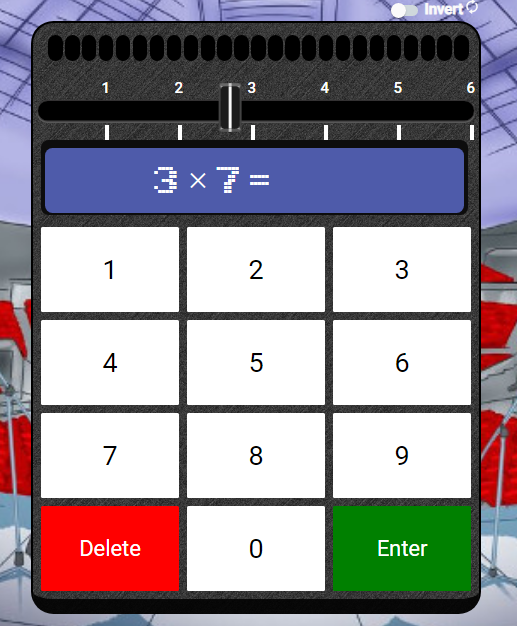 Invert
1 2 3 4 5 6
3 × 7 =
1 2 3
4 5 6
7 8 9
Delete 0 Enter